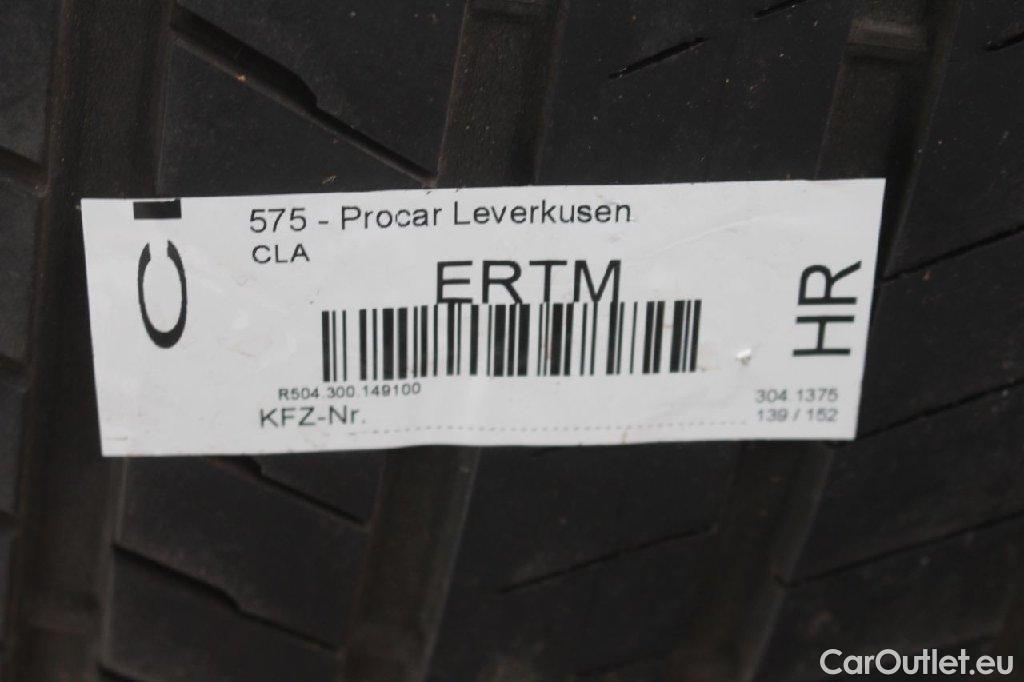 575 - Procar Leverkusen
CLA
ERTM
HR
R504.300.149100
304.1375
KFZ-Nr.
139 / 152
CarOutlet.eu